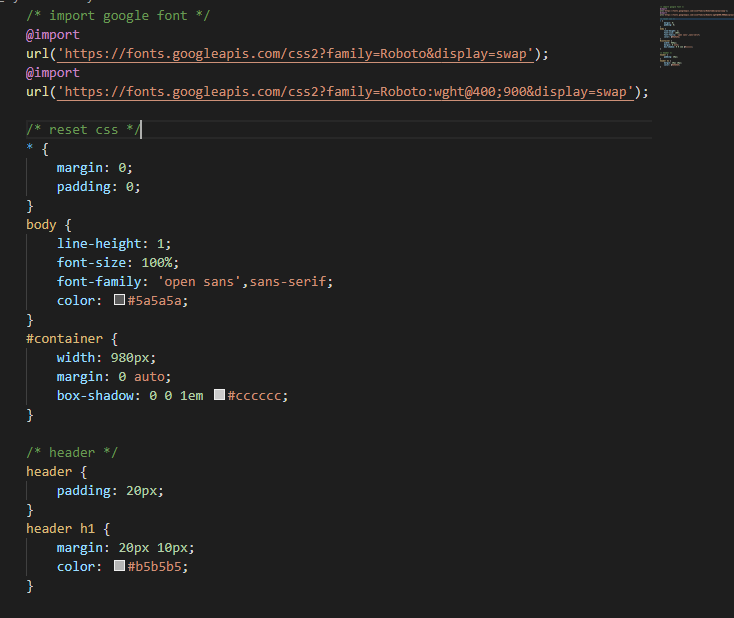 /* import google font */
@import
url('https://fonts.googleapis.com/css2?family=Roboto&display=swap');
@import
url('https://fonts.googleapis.com/css2?family=Roboto:wght@400;900&display=swap');

/* reset css */
* {
    margin: 0;
    padding: 0;
}
body {
    line-height: 1;
    font-size: 100%;
    font-family: 'open sans',sans-serif;
    color: #5a5a5a;
}
#container {
    width: 980px;
    margin: 0 auto;
    box-shadow: 0 0 1em #cccccc;
}

/* header */
header {
    padding: 20px;
}
header h1 {
    margin: 20px 10px;
    color: #b5b5b5;
}